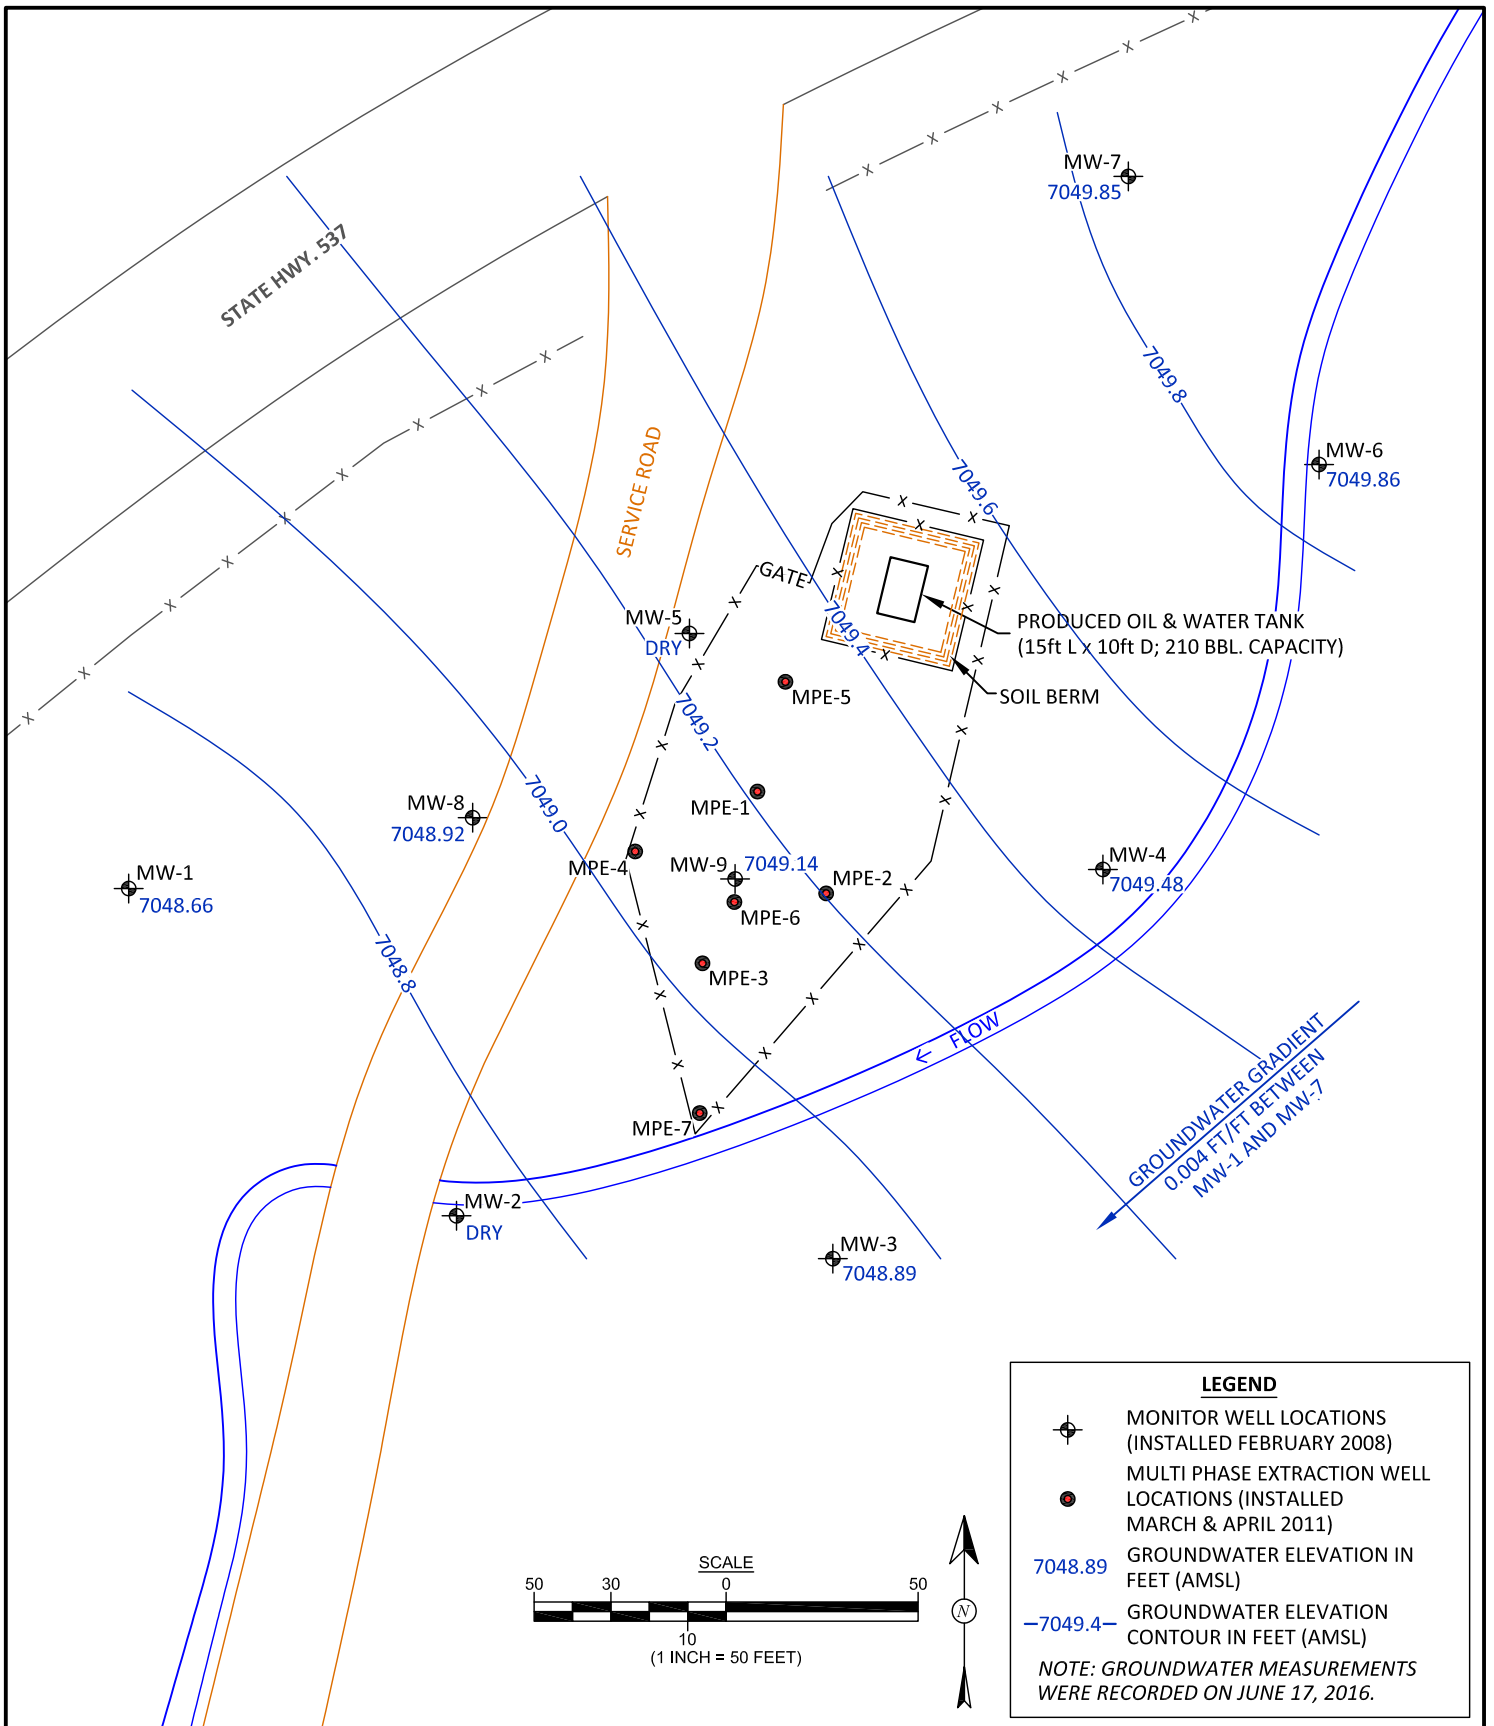 MW-7
7049.85
STATE HWY. 537
7049.8
SERVICE ROAD
MW-6
7049.86
7049.6
GATE
MW-5
DRY
7049.4
PRODUCED OIL & WATER TANK
(15ft L x 10ft D; 210 BBL. CAPACITY)
SOIL BERM
MPE-5
7049.2
MW-8
7048.92
7049.0
MPE-1
MPE-4
MW-9
7049.14
MPE-2
MW-4
7049.48
MW-1
7048.66
MPE-6
MPE-3
7048.8
FLOW
GROUNDWATER GRADIENT
0.004 FT/FT BETWEEN
MW-1 AND MW-7
MPE-7
MW-2
DRY
MW-3
7048.89
LEGEND
MONITOR WELL LOCATIONS
(INSTALLED FEBRUARY 2008)
MULTI PHASE EXTRACTION WELL
LOCATIONS (INSTALLED
MARCH & APRIL 2011)
7048.89
GROUNDWATER ELEVATION IN
FEET (AMSL)
7049.4
GROUNDWATER ELEVATION
CONTOUR IN FEET (AMSL)
NOTE: GROUNDWATER MEASUREMENTS
WERE RECORDED ON JUNE 17, 2016.
SCALE
50 30 0 50
10
(1 INCH = 50 FEET)
N